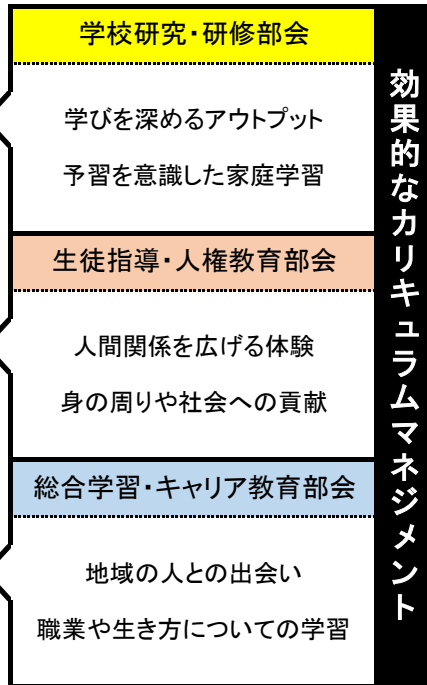 学校研究・研修部会
学びを深めるアウトプット
予習を意識した家庭学習
生徒指導・人権教育部会
人間関係を広げる体験
身の周りや社会への貢献
総合学習・キャリア教育部会
地域の人との出会い
職業や生き方についての学習
効果的なカリキュラムマネジメント